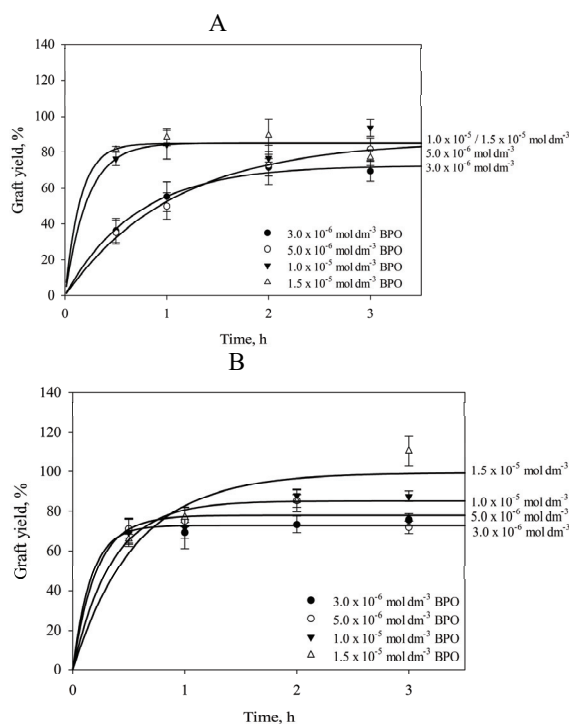 A
140
120
100
80
60
40
20
0
Graft yield, %
0
1
2
3
Time, h
1.0 x 10⁻⁵ / 1.5 x 10⁻⁵ mol dm⁻³
5.0 x 10⁻⁶ mol dm⁻³
3.0 x 10⁻⁶ mol dm⁻³
3.0 x 10⁻⁶ mol dm⁻³ BPO
5.0 x 10⁻⁶ mol dm⁻³ BPO
1.0 x 10⁻⁵ mol dm⁻³ BPO
1.5 x 10⁻⁵ mol dm⁻³ BPO
B
140
120
100
80
60
40
20
0
Graft yield, %
0
1
2
3
Time, h
1.5 x 10⁻⁵ mol dm⁻³
1.0 x 10⁻⁵ mol dm⁻³
5.0 x 10⁻⁶ mol dm⁻³
3.0 x 10⁻⁶ mol dm⁻³
3.0 x 10⁻⁶ mol dm⁻³ BPO
5.0 x 10⁻⁶ mol dm⁻³ BPO
1.0 x 10⁻⁵ mol dm⁻³ BPO
1.5 x 10⁻⁵ mol dm⁻³ BPO